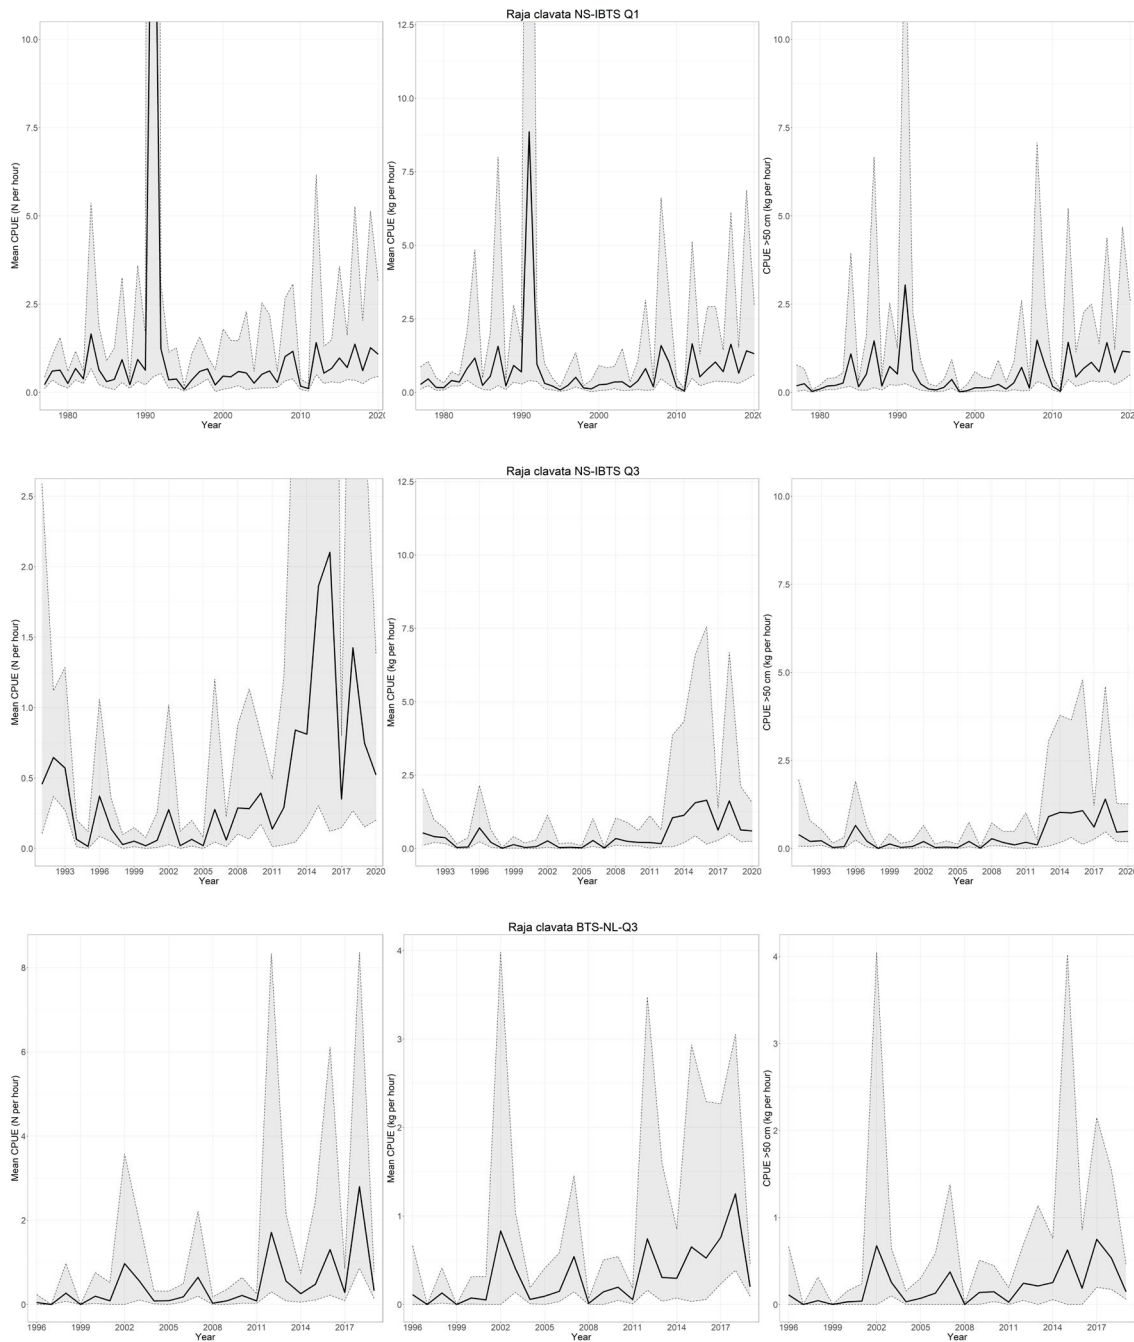 Raja clavata NS-IBTS Q1
Mean CPUE (N per hour)
10.0
7.5
5.0
2.5
0.0
1980 1990 2000 2010 2020
Year
Mean CPUE (kg per hour)
12.5
10.0
7.5
5.0
2.5
0.0
1980 1990 2000 2010 202
Year
CPUE >50 cm (kg per hour)
10.0
7.5
5.0
2.5
0.0
1980 1990 2000 2010 202
Year
Raja clavata NS-IBTS Q3
Mean CPUE (N per hour)
2.5
2.0
1.5
1.0
0.5
0.0
1993 1996 1999 2002 2005 2008 2011 2014 2017 2020
Year
Mean CPUE (kg per hour)
12.5
10.0
7.5
5.0
2.5
0.0
1993 1996 1999 2002 2005 2008 2011 2014 2017 2020
Year
CPUE >50 cm (kg per hour)
10.0
7.5
5.0
2.5
0.0
1993 1996 1999 2002 2005 2008 2011 2014 2017 2020
Year
Raja clavata BTS-NL-Q3
Mean CPUE (N per hour)
8
6
4
2
0
1996 1999 2002 2005 2008 2011 2014 2017
Year
Mean CPUE (kg per hour)
4
3
2
1
0
1996 1999 2002 2005 2008 2011 2014 2017
Year
CPUE >50 cm (kg per hour)
4
3
2
1
0
1996 1999 2002 2005 2008 2011 2014 2017
Year